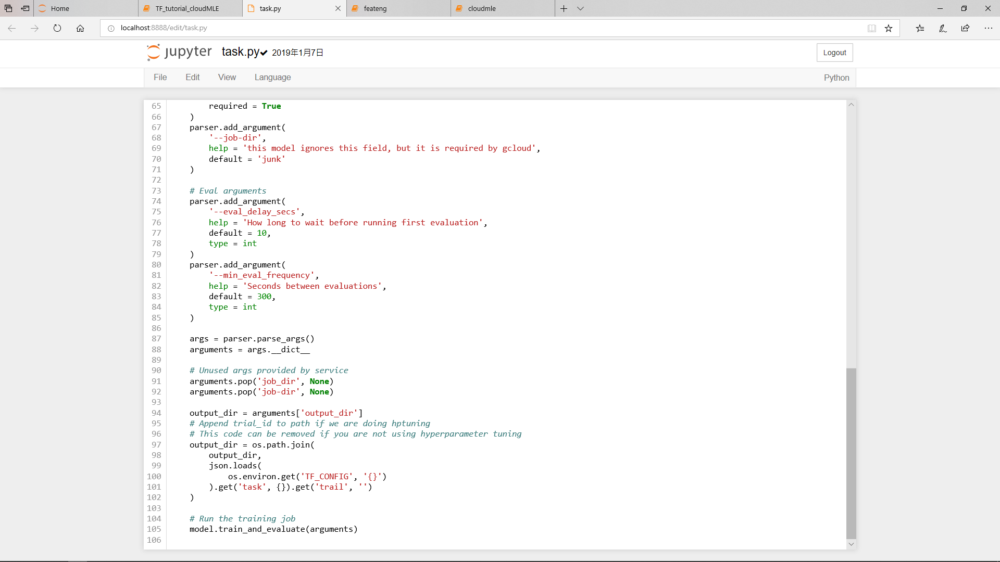 Home
TF_tutorial_cloudMLE
task.py
feateng
cloudmle
localhost:8888/edit/task.py
jupyter task.py 2019年1月7日
Logout
File Edit View Language
Python
65         required = True
66     )
67     parser.add_argument(
68         '--job-dir',
69         help = 'this model ignores this field, but it is required by gcloud',
70         default = 'junk'
71     )
72
73     # Eval arguments
74     parser.add_argument(
75         '--eval_delay_secs',
76         help = 'How long to wait before running first evaluation',
77         default = 10,
78         type = int
79     )
80     parser.add_argument(
81         '--min_eval_frequency',
82         help = 'Seconds between evaluations',
83         default = 300,
84         type = int
85     )
86
87     args = parser.parse_args()
88     arguments = args.__dict__
89
90     # Unused args provided by service
91     arguments.pop('job_dir', None)
92     arguments.pop('job-dir', None)
93
94     output_dir = arguments['output_dir']
95     # Append trial_id to path if we are doing hptuning
96     # This code can be removed if you are not using hyperparameter tuning
97     output_dir = os.path.join(
98         output_dir,
99         json.loads(
100             os.environ.get('TF_CONFIG', '{}')
101         ).get('task', {}).get('trail', '')
102     )
103
104     # Run the training job
105     model.train_and_evaluate(arguments)
106